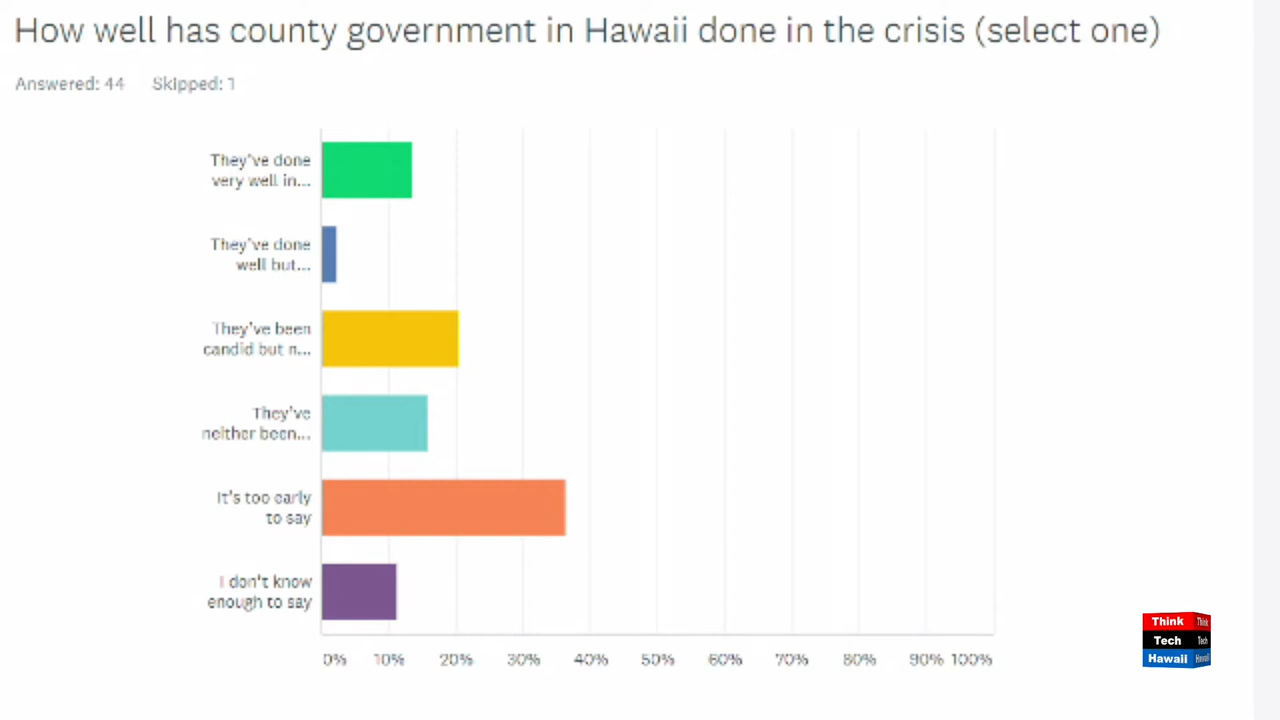 How well has county government in Hawaii done in the crisis (select one)
Answered: 44 Skipped: 1
They've done
very well in...
They've done
well but...
They've been
candid but n...
They've
neither been...
It's too early
to say
I don't know
enough to say
0% 10% 20% 30% 40% 50% 60% 70% 80% 90% 100%
Think Think
Tech Tech
Hawaii Hawaii